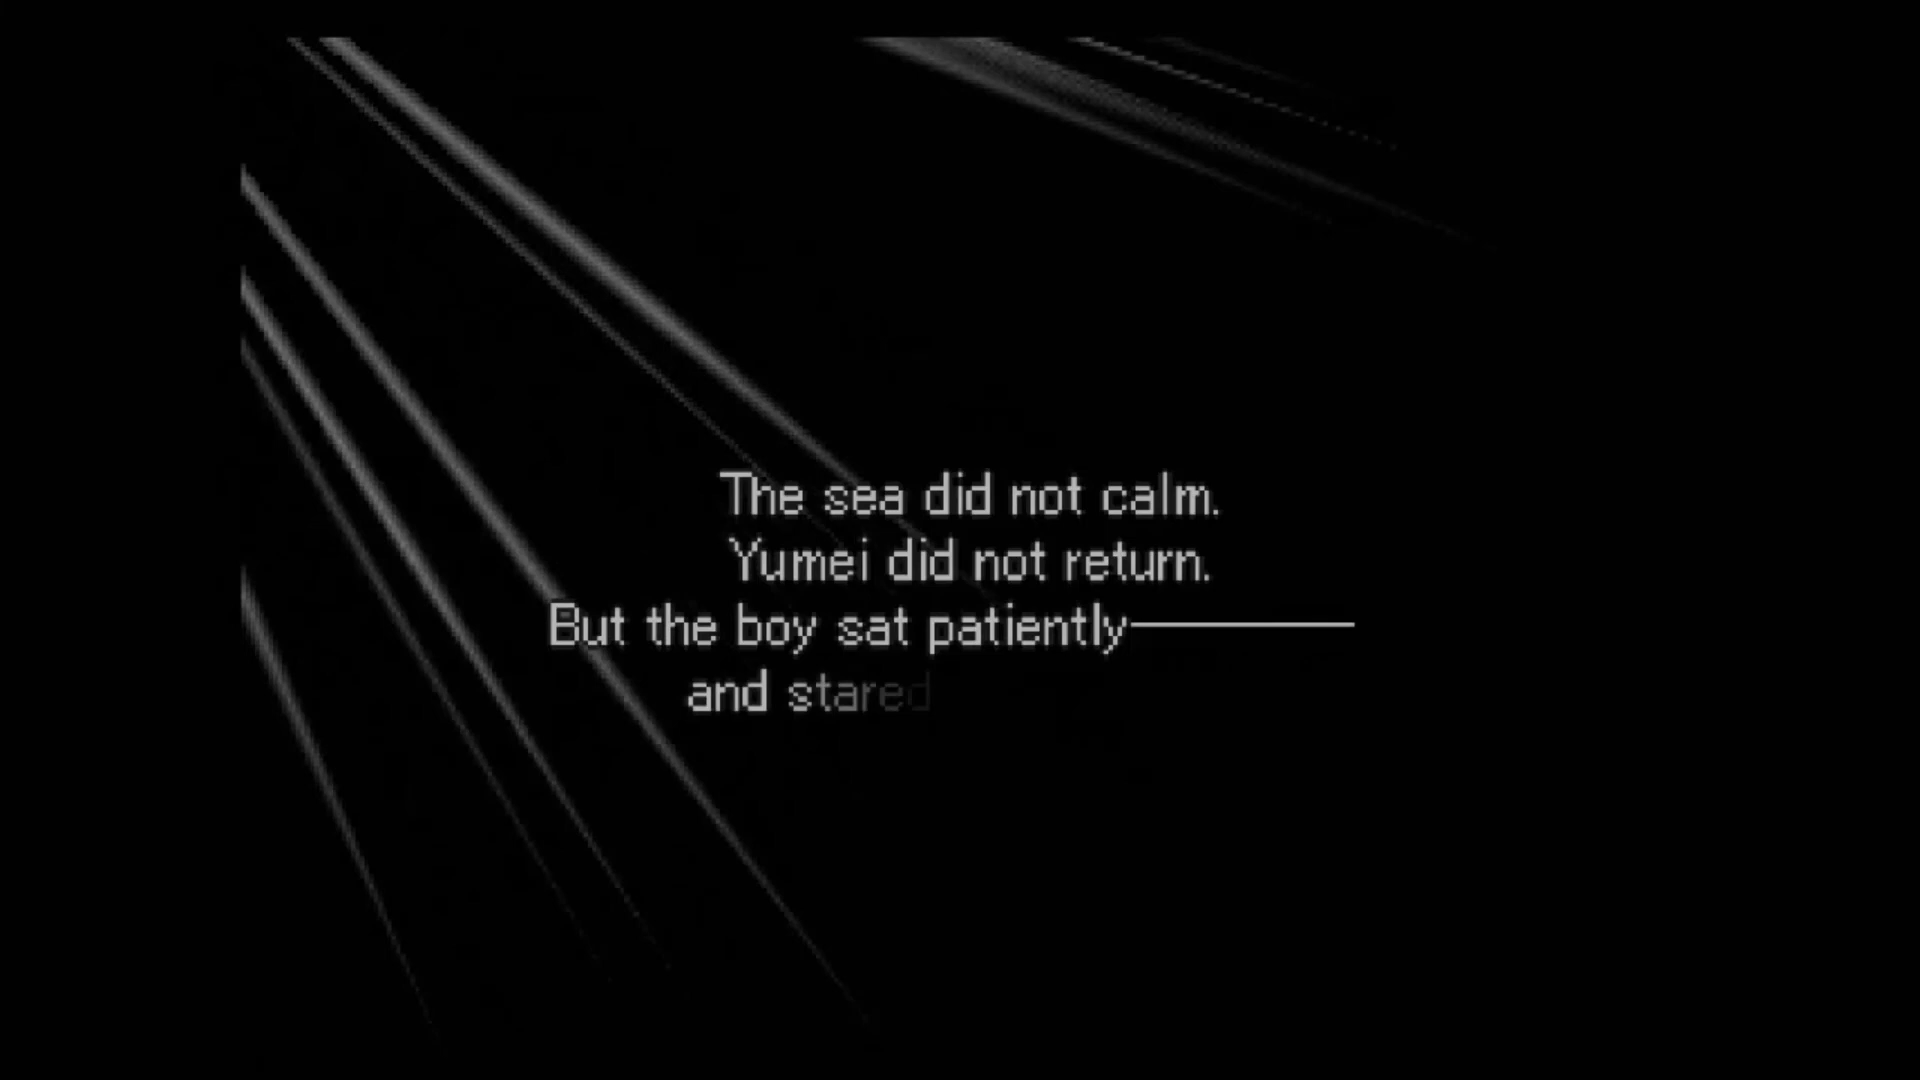 The sea did not calm.
Yumei did not return.
But the boy sat patiently————
and stared